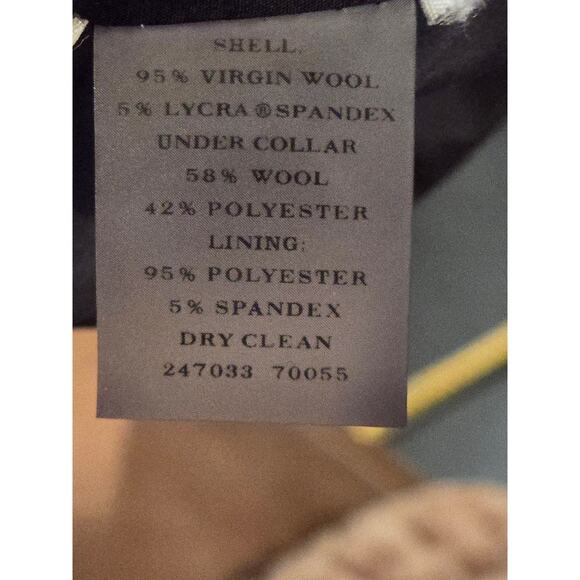 SHELL:
95% VIRGIN WOOL
5% LYCRA ® SPANDEX
UNDER COLLAR
58% WOOL
42% POLYESTER
LINING:
95% POLYESTER
5% SPANDEX
DRY CLEAN
247033 70055